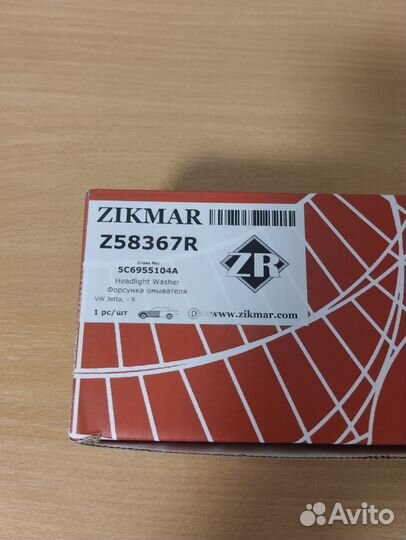 ZIKMAR
Z58367R
Cross No:
5C6955104A
Headlight Washer
Форсунка омывателя
VW Jetta, - R
1 pc/шт
D
ZR
www.zikmar.com
Avito